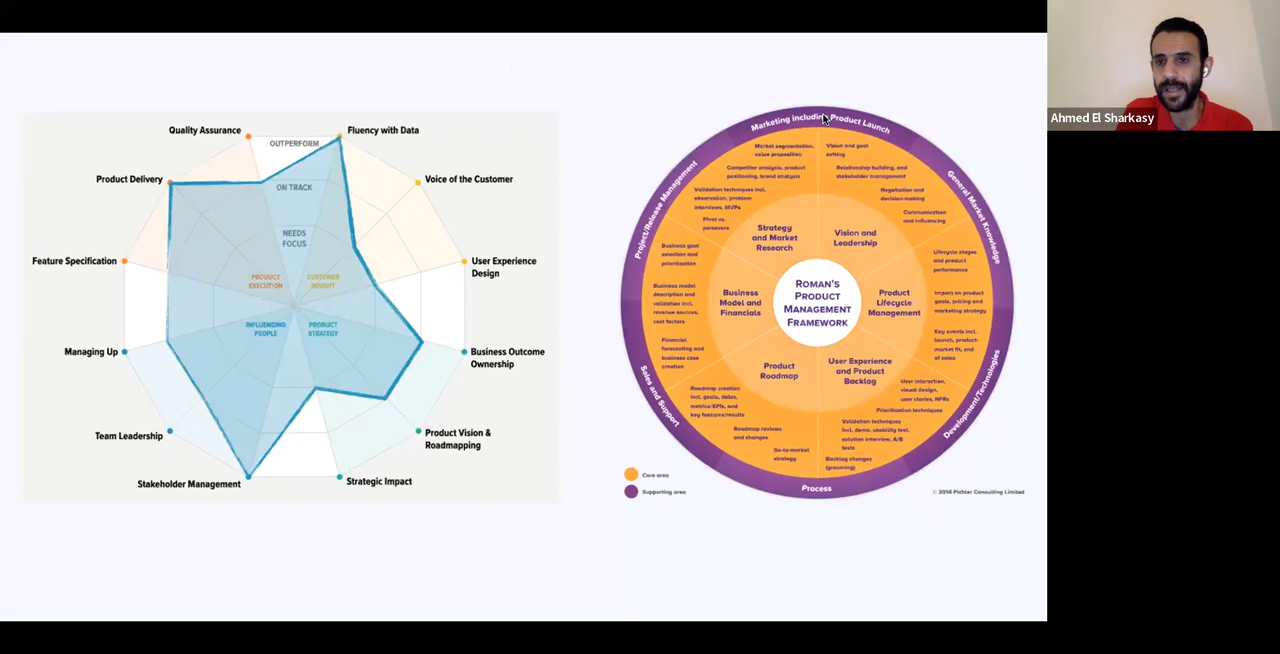 Quality Assurance
Fluency with Data
OUTPERFORM
Product Delivery
ON TRACK
Voice of the Customer
NEEDS
FOCUS
Feature Specification
User Experience
Design
PRODUCT
EXECUTION
CUSTOMER
INSIGHT
INFLUENCING
PEOPLE
PRODUCT
STRATEGY
Managing Up
Business Outcome
Ownership
Team Leadership
Product Vision &
Roadmapping
Stakeholder Management
Strategic Impact
Marketing including Product Launch
General Market Knowledge
Development/Technologies
Process
Sales and Support
Project/Release Management
Market segmentation,
value proposition
Competitor analysis, product
positioning, brand analysis
Validation techniques incl.
observation, problem
interviews, MVPs
Pivot vs.
persevere
Strategy
and Market
Research
Vision and goal
setting
Relationship building, and
stakeholder management
Negotiation and
decision-making
Communication
and influencing
Vision and
Leadership
Business goal
selection and
prioritisation
Business model
description and
validation incl.
revenue sources,
cost factors
Financial
forecasting and
business case
creation
Business
Model and
Financials
ROMAN'S
PRODUCT
MANAGEMENT
FRAMEWORK
Product
Lifecycle
Management
Lifecycle stages
and product
performance
Impact on product
goals, pricing and
marketing strategy
Key events incl.
launch, product-
market fit, end
of sales
Product
Roadmap
Roadmap creation
incl. goals, dates,
metrics/KPIs, and
key features/results
Roadmap reviews
and changes
Go-to-market
strategy
User Experience
and Product
Backlog
User interaction,
visual design,
user stories, NFRs
Prioritisation techniques
Validation techniques
incl. demo, usability test,
solution interview, A/B
tests
Backlog changes
(grooming)
Core area
Supporting area
© 2014 Pichler Consulting Limited
Ahmed El Sharkasy